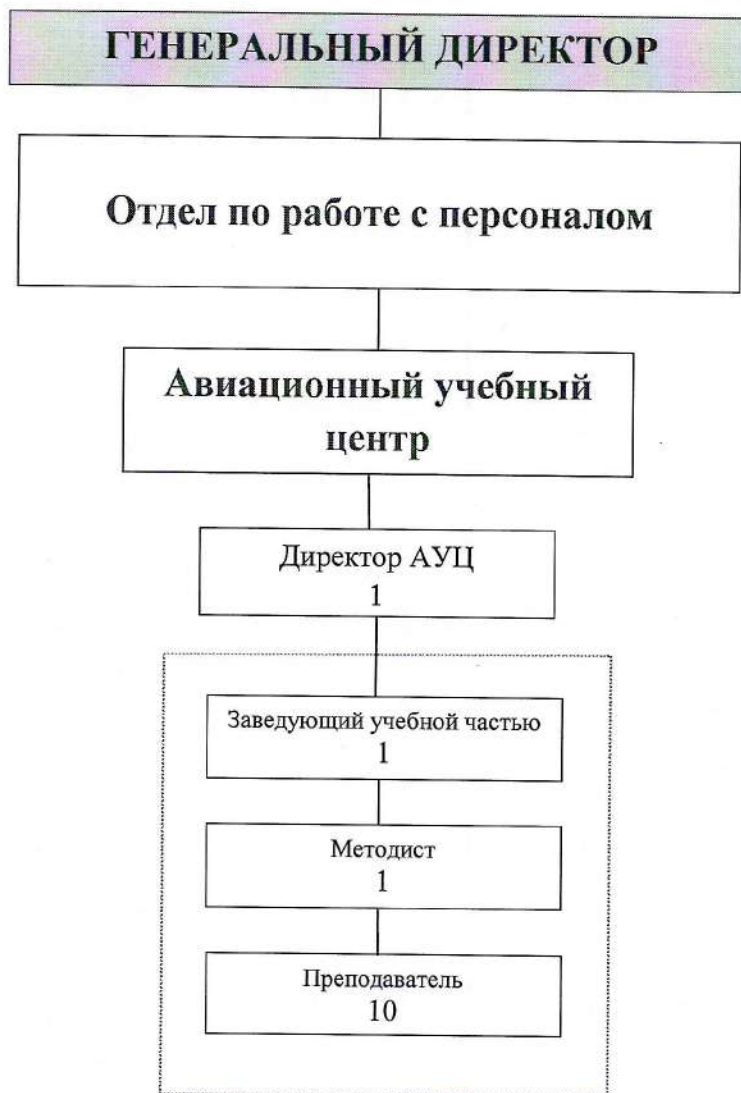 ГЕНЕРАЛЬНЫЙ ДИРЕКТОР
Отдел по работе с персоналом
Авиационный учебный
центр
Директор АУЦ
1
Заведующий учебной частью
1
Методист
1
Преподаватель
10